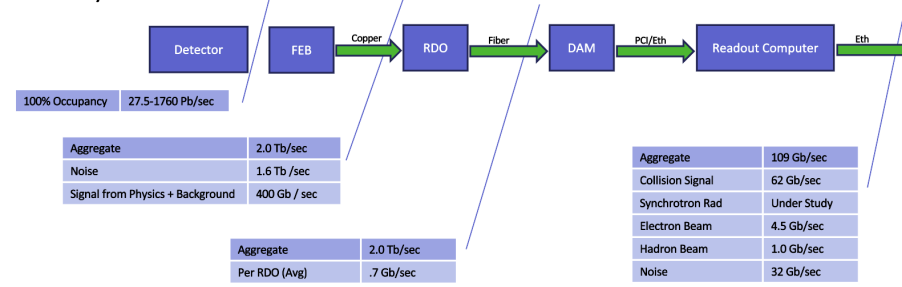 Detector
FEB
Copper
RDO
Fiber
DAM
PCI/Eth
Readout Computer
Eth
100% Occupancy 27.5-1760 Pb/sec
Aggregate 2.0 Tb/sec
Noise 1.6 Tb /sec
Signal from Physics + Background 400 Gb / sec
Aggregate 2.0 Tb/sec
Per RDO (Avg) .7 Gb/sec
Aggregate 109 Gb/sec
Collision Signal 62 Gb/sec
Synchrotron Rad Under Study
Electron Beam 4.5 Gb/sec
Hadron Beam 1.0 Gb/sec
Noise 32 Gb/sec